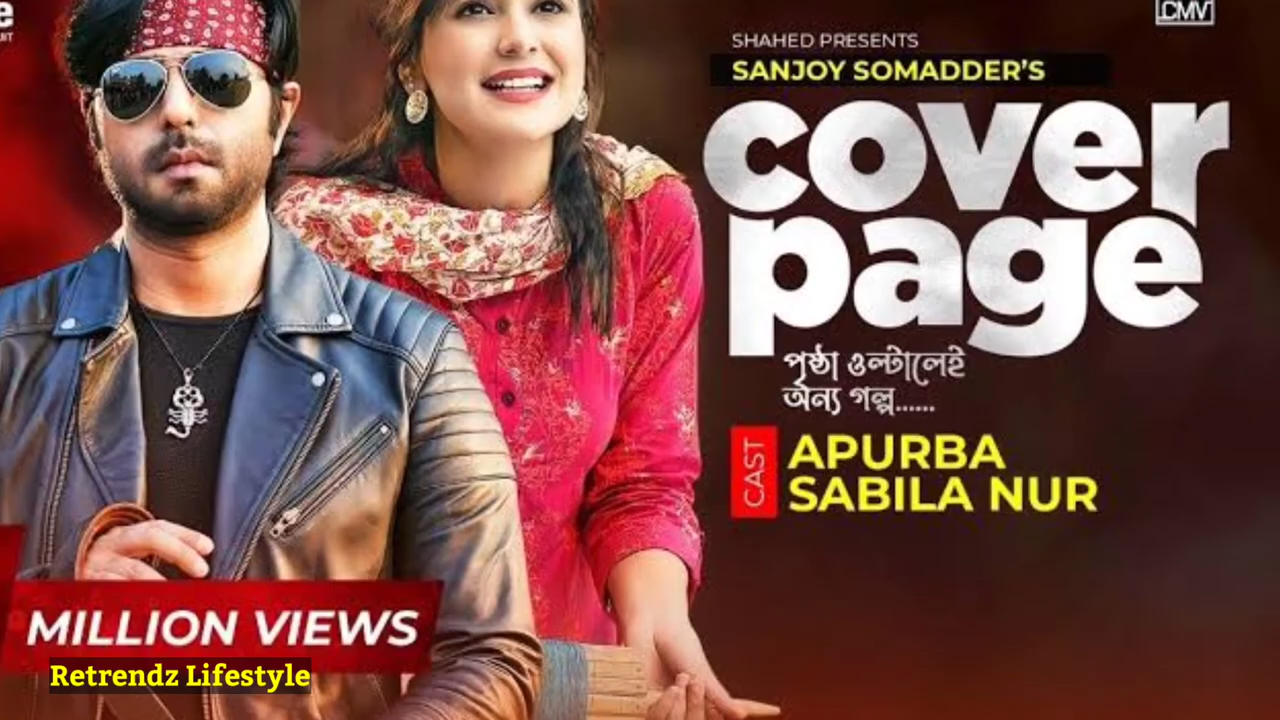 CMV
SHAHED PRESENTS
SANJOY SOMADDER'S
cover
page
পৃষ্ঠা ওল্টালেই
অন্য গল্প......
CAST
APURBA
SABILA NUR
MILLION VIEWS
Retrendz Lifestyle